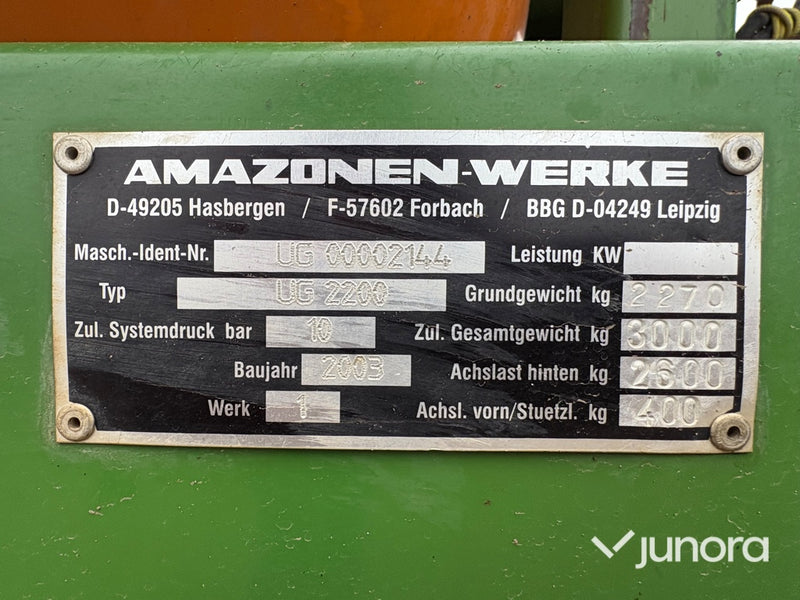 AMAZONEN-WERKE
D-49205 Hasbergen / F-57602 Forbach / BBG D-04249 Leipzig
Masch.-Ident-Nr. UG 00002144 Leistung KW
Typ UG 2200 Grundgewicht kg 2270
Zul. Systemdruck bar 10 Zul. Gesamtgewicht kg 3000
Baujahr 2003 Achslast hinten kg 2600
Werk 1 Achsl. vorn/Stuetzl. kg 400
junora